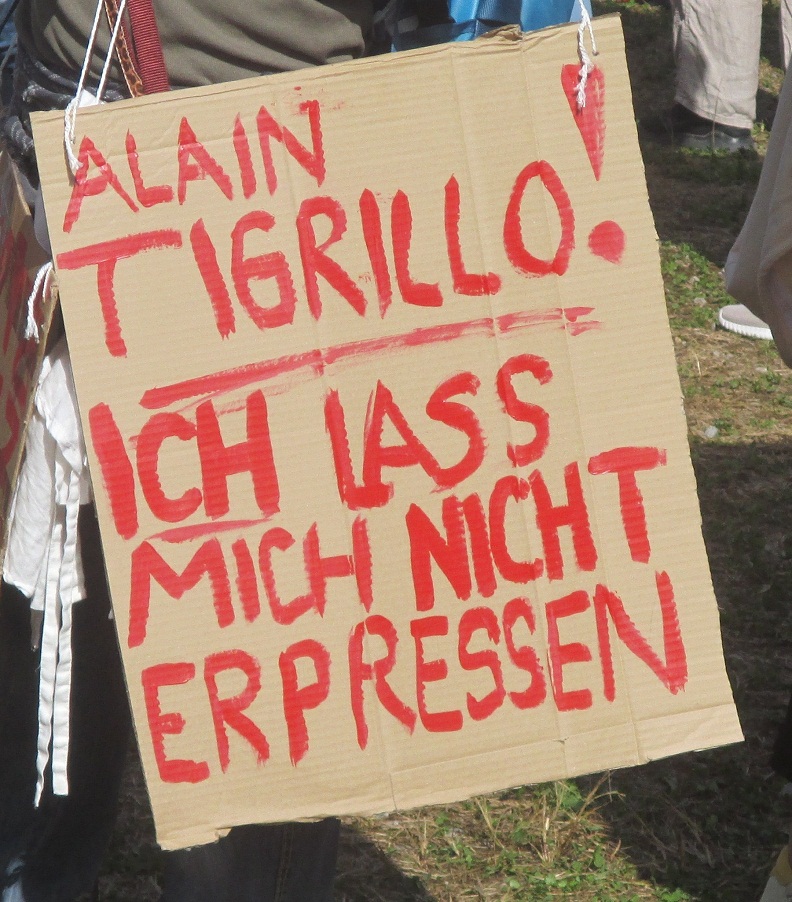 ALAIN
TIGRILLO!
ICH LASS
MICH NICHT
ERPRESSEN